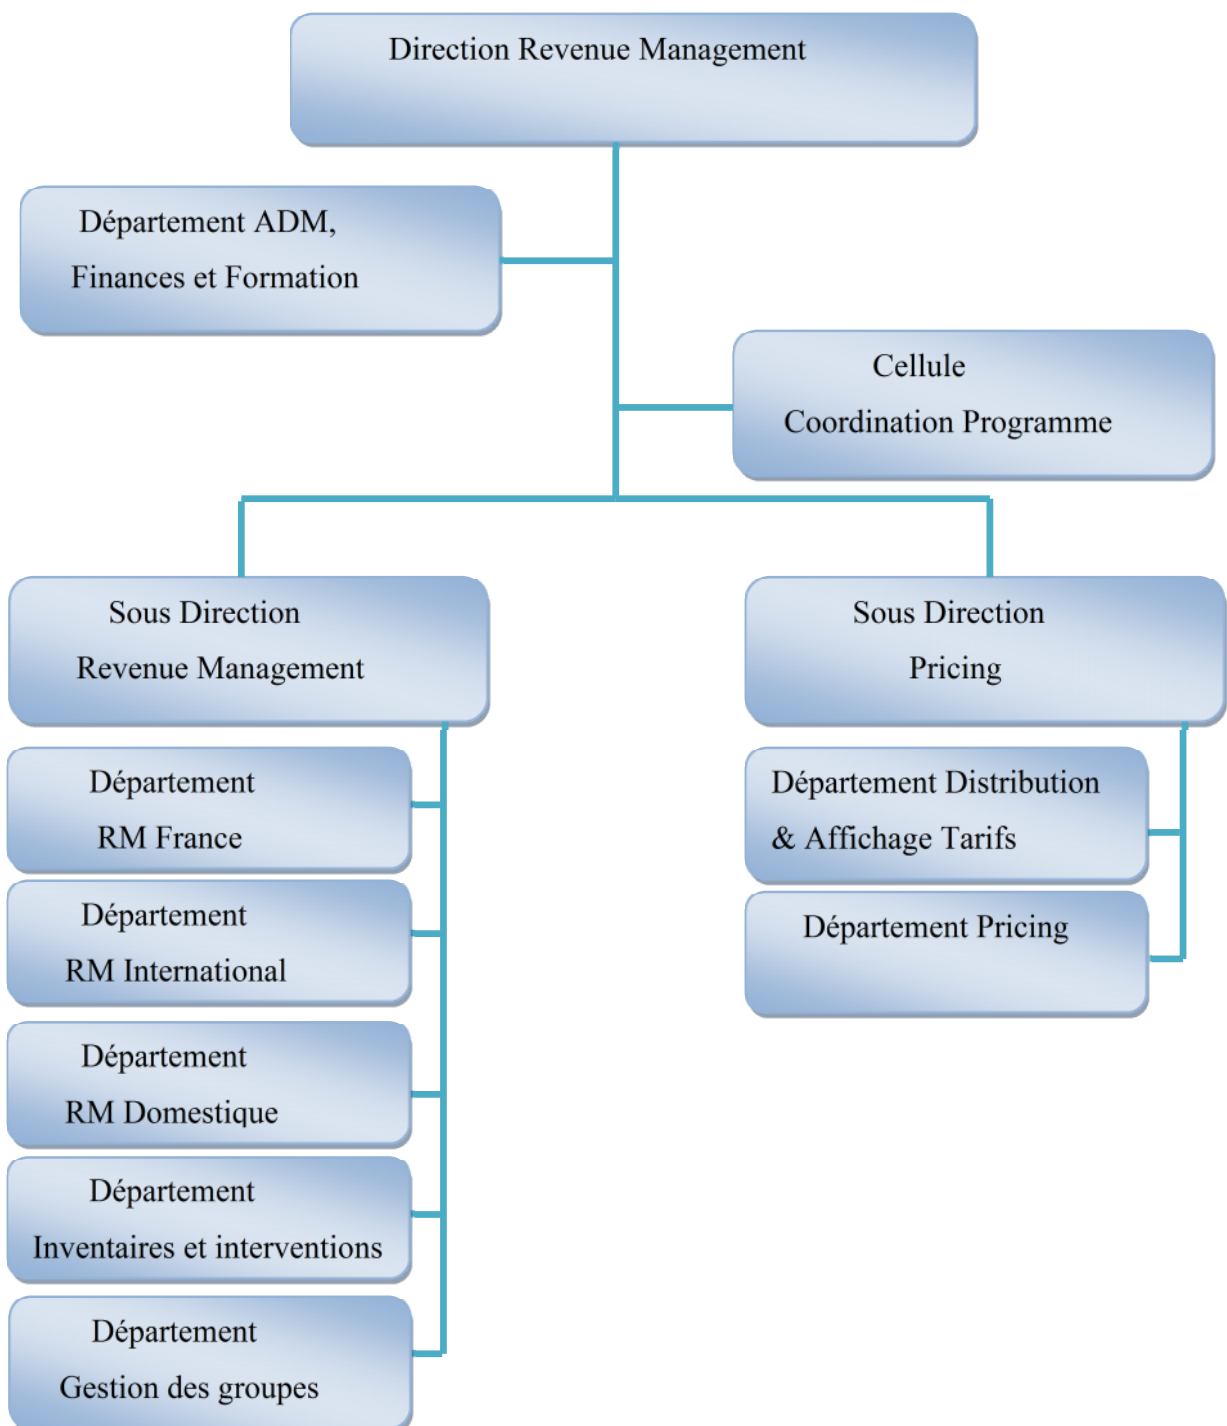 Direction Revenue Management
Département ADM,
Finances et Formation
Cellule
Coordination Programme
Sous Direction
Revenue Management
Département
RM France
Département
RM International
Département
RM Domestique
Département
Inventaires et interventions
Département
Gestion des groupes
Sous Direction
Pricing
Département Distribution
& Affichage Tarifs
Département Pricing